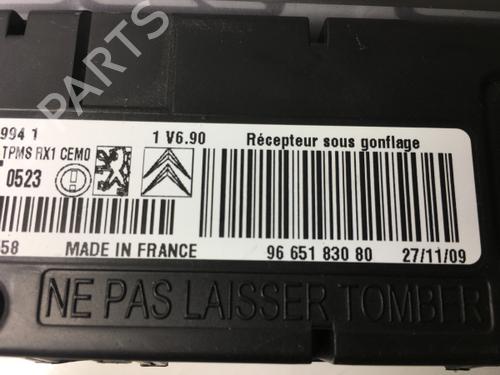 994 1
TPMS RX1 CEM0
0523
1 V6.90
Récepteur sous gonflage
58
MADE IN FRANCE
96 651 830 80
27/11/09
NE PAS LAISSER TOMBER
PARTS